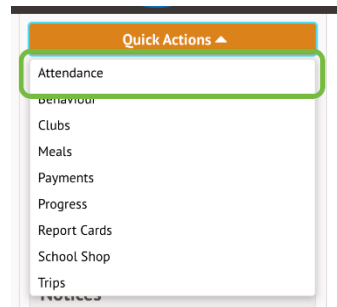 Quick Actions
Attendance
Behaviour
Clubs
Meals
Payments
Progress
Report Cards
School Shop
Trips
Notices